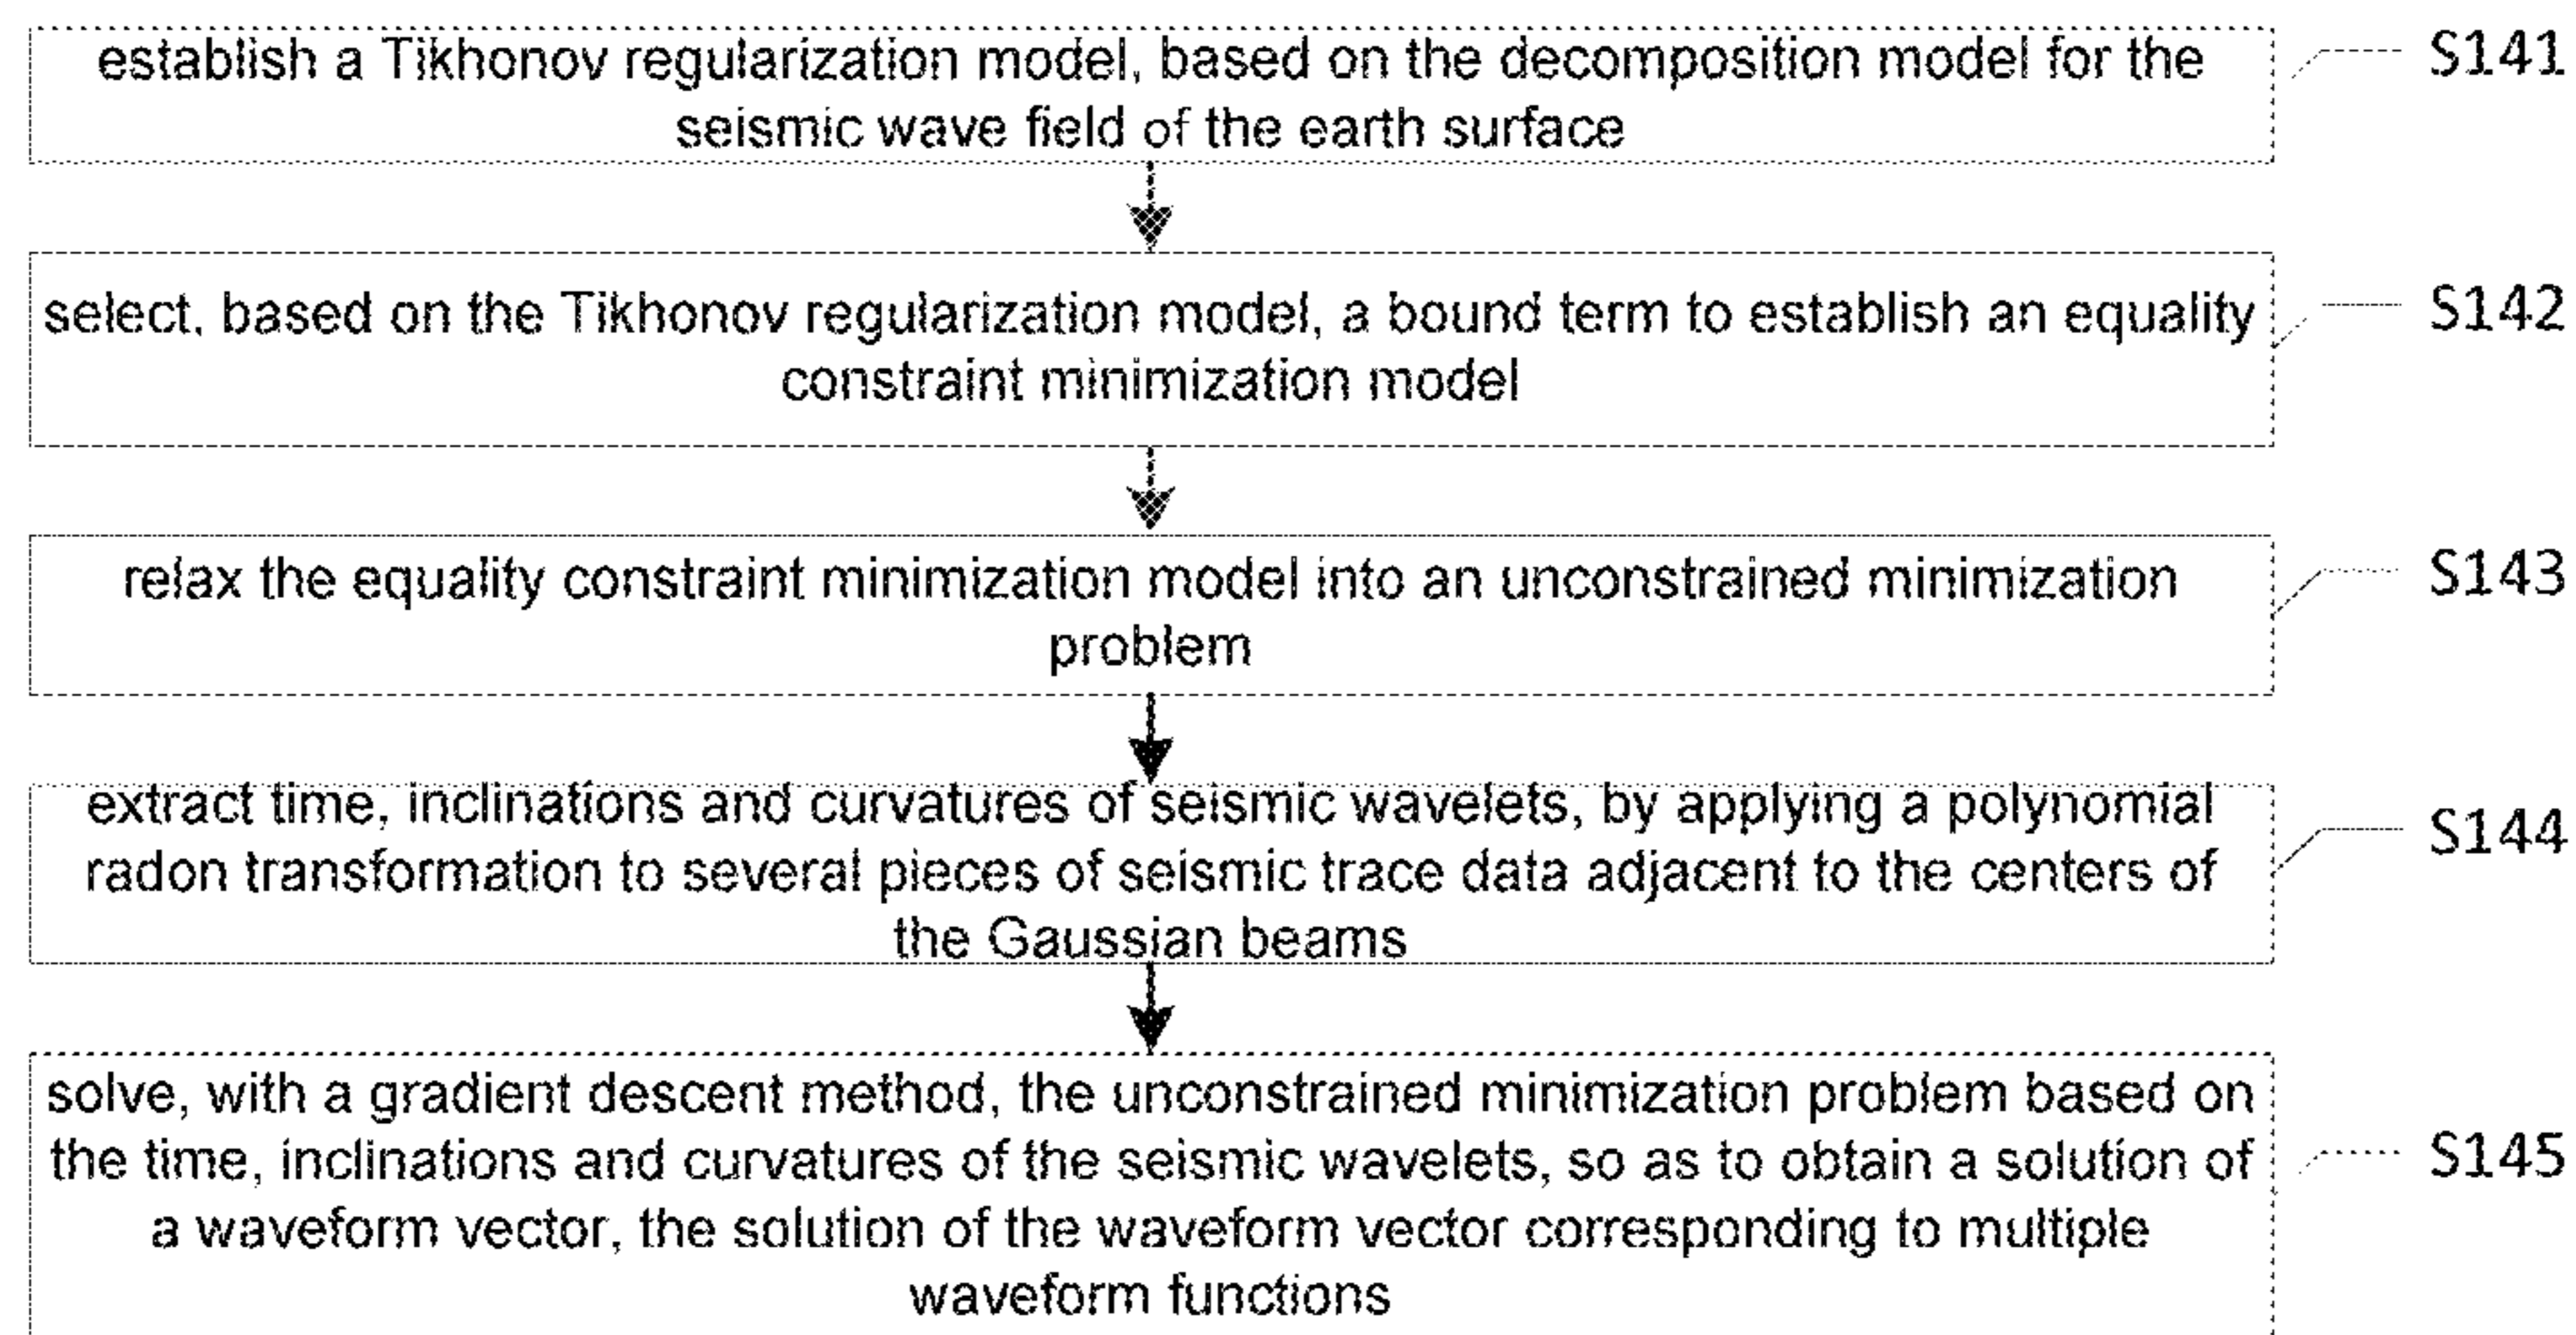 establish a Tikhonov regularization model, based on the decomposition model for the
seismic wave field of the earth surface
S141
select, based on the Tikhonov regularization model, a bound term to establish an equality
constraint minimization model
S142
relax the equality constraint minimization model into an unconstrained minimization
problem
S143
extract time, inclinations and curvatures of seismic wavelets, by applying a polynomial
radon transformation to several pieces of seismic trace data adjacent to the centers of
the Gaussian beams
S144
solve, with a gradient descent method, the unconstrained minimization problem based on
the time, inclinations and curvatures of the seismic wavelets, so as to obtain a solution of
a waveform vector, the solution of the waveform vector corresponding to multiple
waveform functions
S145